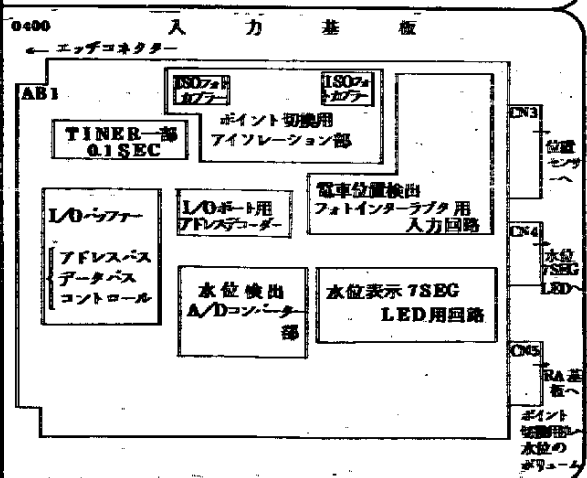 0400 入力基板
← エッヂコネクター
AB1
ISOフォト
カプラー
ISOフォト
カプラー
ポイント切換用
アイソレーション部
TINER一部
0.1SEC
CN3
位置
センサ
ーへ
電車位置検出
フォトインターラプタ用
入力回路
I/Oバッファー
アドレスバス
データバス
コントロール
I/Oポート用
アドレスデコーダー
CN4
水位
7SEG
LEDへ
水位検出
A/Dコンバーター
部
水位表示7SEG
LED用回路
CN5
RA基
板へ
ポイント
切換用
水位の
ボリューム